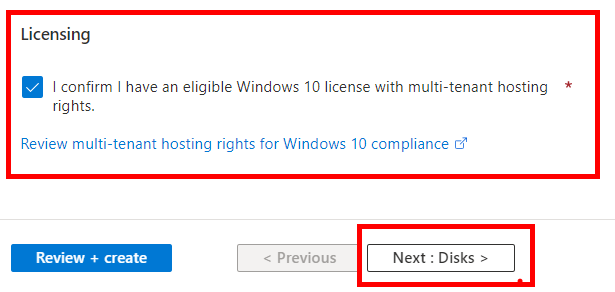 Licensing
I confirm I have an eligible Windows 10 license with multi-tenant hosting *
rights.
Review multi-tenant hosting rights for Windows 10 compliance
Review + create
< Previous
Next : Disks >